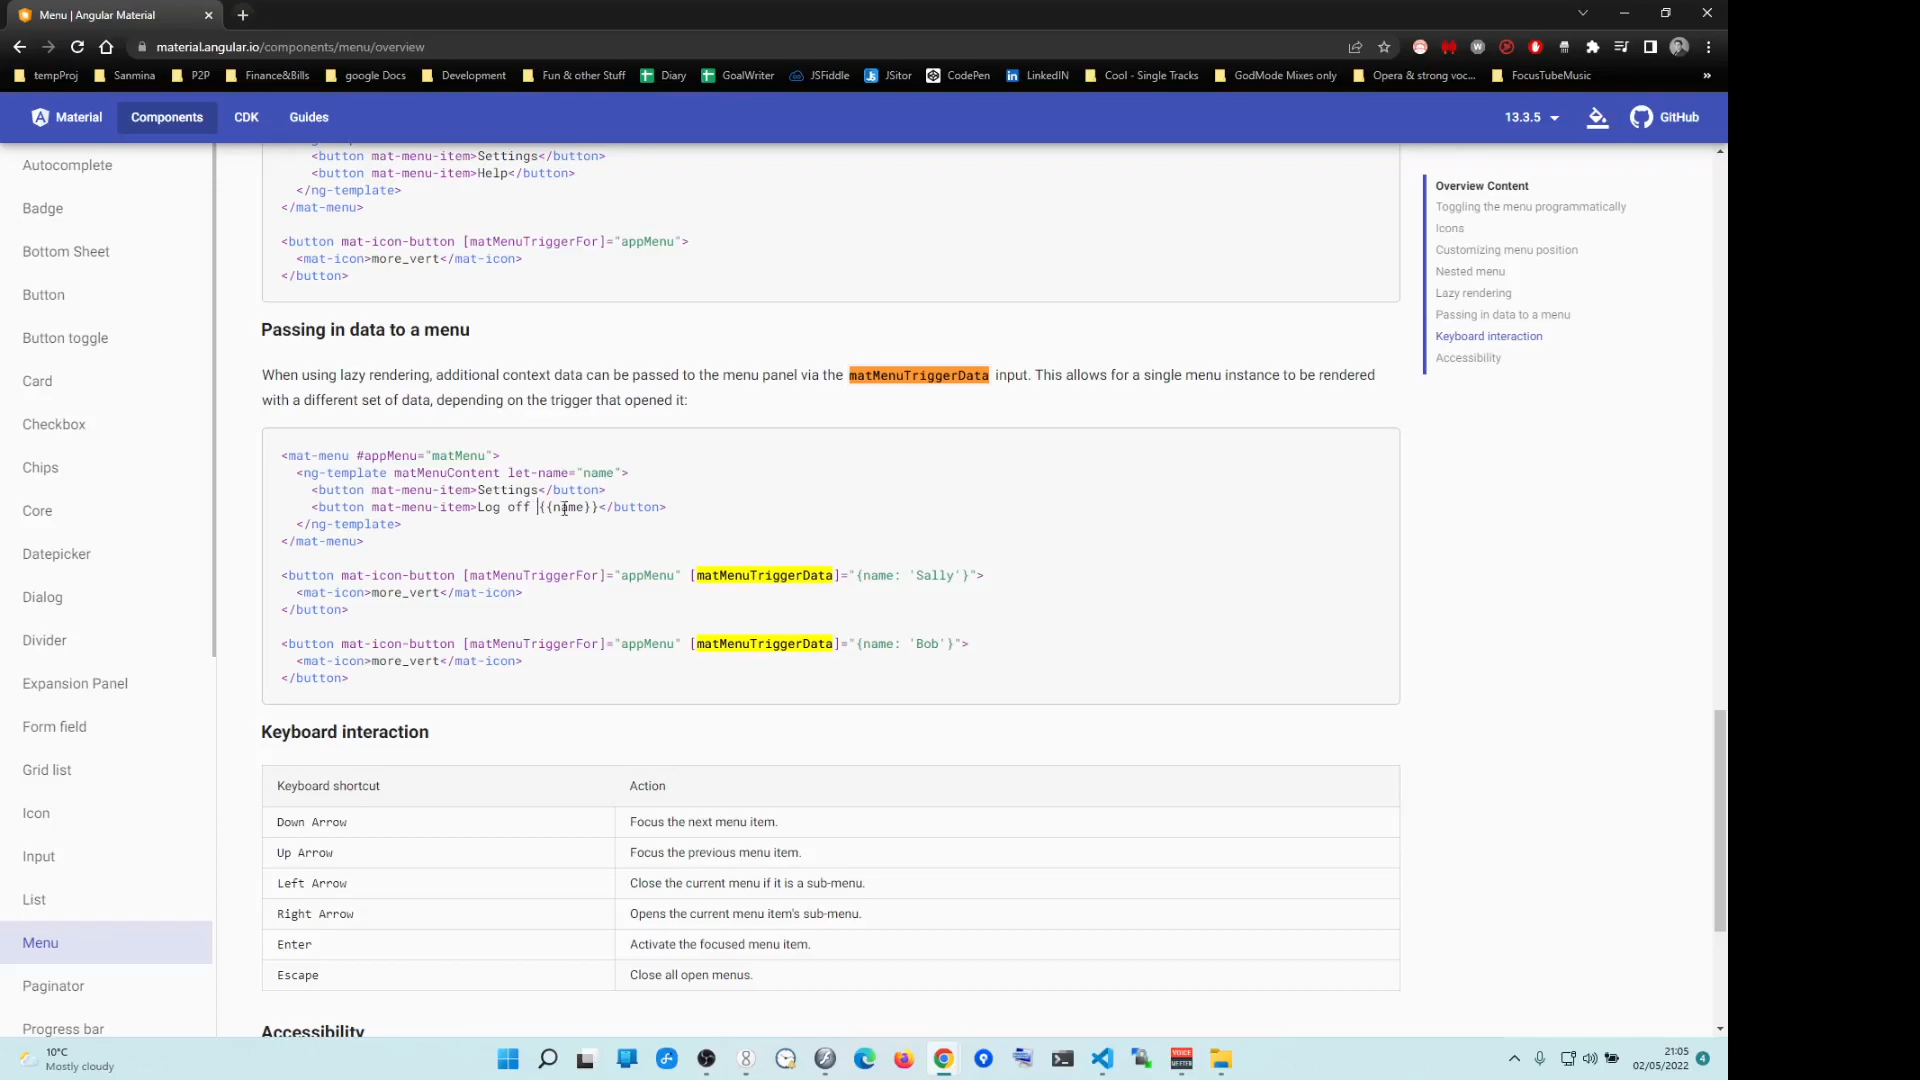 Menu | Angular Material
material.angular.io/components/menu/overview
tempProj Sanmina P2P Finance&Bills google Docs Development Fun & other Stuff Diary GoalWriter JSFiddle JSitor CodePen LinkedIN Cool - Single Tracks GodMode Mixes only Opera & strong voc... FocusTubeMusic »
Material Components CDK Guides 13.3.5 GitHub
Autocomplete
Badge
Bottom Sheet
Button
Button toggle
Card
Checkbox
Chips
Core
Datepicker
Dialog
Divider
Expansion Panel
Form field
Grid list
Icon
Input
List
Menu
Paginator
Progress bar
<button mat-menu-item>Settings</button>
<button mat-menu-item>Help</button>
</ng-template>
</mat-menu>
<button mat-icon-button [matMenuTriggerFor]="appMenu">
<mat-icon>more_vert</mat-icon>
</button>
Passing in data to a menu
When using lazy rendering, additional context data can be passed to the menu panel via the matMenuTriggerData input. This allows for a single menu instance to be rendered
with a different set of data, depending on the trigger that opened it:
<mat-menu #appMenu="matMenu">
<ng-template matMenuContent let-name="name">
<button mat-menu-item>Settings</button>
<button mat-menu-item>Log off {{name}}</button>
</ng-template>
</mat-menu>
<button mat-icon-button [matMenuTriggerFor]="appMenu" [matMenuTriggerData]="{name: 'Sally'}">
<mat-icon>more_vert</mat-icon>
</button>
<button mat-icon-button [matMenuTriggerFor]="appMenu" [matMenuTriggerData]="{name: 'Bob'}">
<mat-icon>more_vert</mat-icon>
</button>
Keyboard interaction
Keyboard shortcut Action
Down Arrow Focus the next menu item.
Up Arrow Focus the previous menu item.
Left Arrow Close the current menu if it is a sub-menu.
Right Arrow Opens the current menu item's sub-menu.
Enter Activate the focused menu item.
Escape Close all open menus.
Accessibility
Overview Content
Toggling the menu programmatically
Icons
Customizing menu position
Nested menu
Lazy rendering
Passing in data to a menu
Keyboard interaction
Accessibility
10°C
Mostly cloudy
21:05
02/05/2022
4